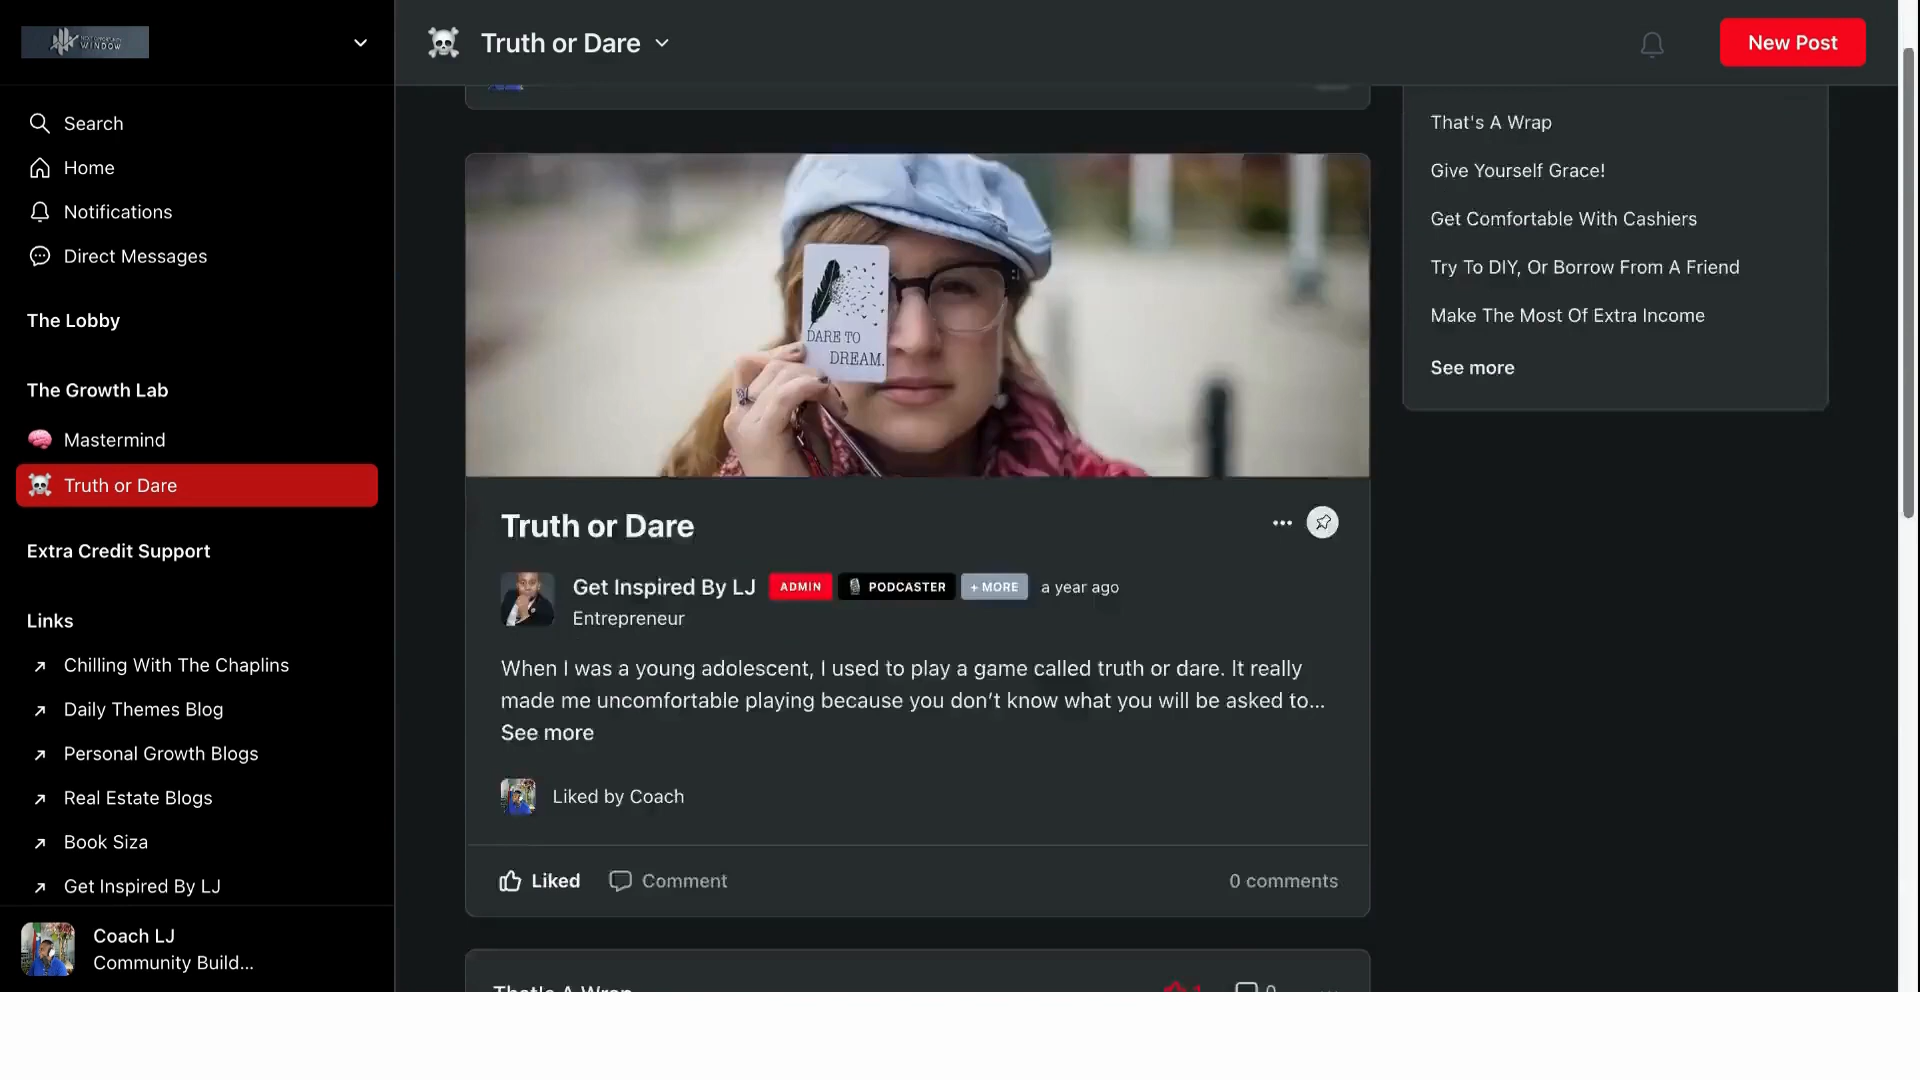 WINDOW
Truth or Dare
New Post
Search
Home
Notifications
Direct Messages
The Lobby
The Growth Lab
Mastermind
Truth or Dare
Extra Credit Support
Links
Chilling With The Chaplins
Daily Themes Blog
Personal Growth Blogs
Real Estate Blogs
Book Siza
Get Inspired By LJ
Coach LJ
Community Build...
DARE TO
DREAM.
Truth or Dare
Get Inspired By LJ ADMIN PODCASTER + MORE a year ago
Entrepreneur
When I was a young adolescent, I used to play a game called truth or dare. It really
made me uncomfortable playing because you don’t know what you will be asked to...
See more
Liked by Coach
Liked Comment 0 comments
That's A Wrap 1 0
That's A Wrap
Give Yourself Grace!
Get Comfortable With Cashiers
Try To DIY, Or Borrow From A Friend
Make The Most Of Extra Income
See more